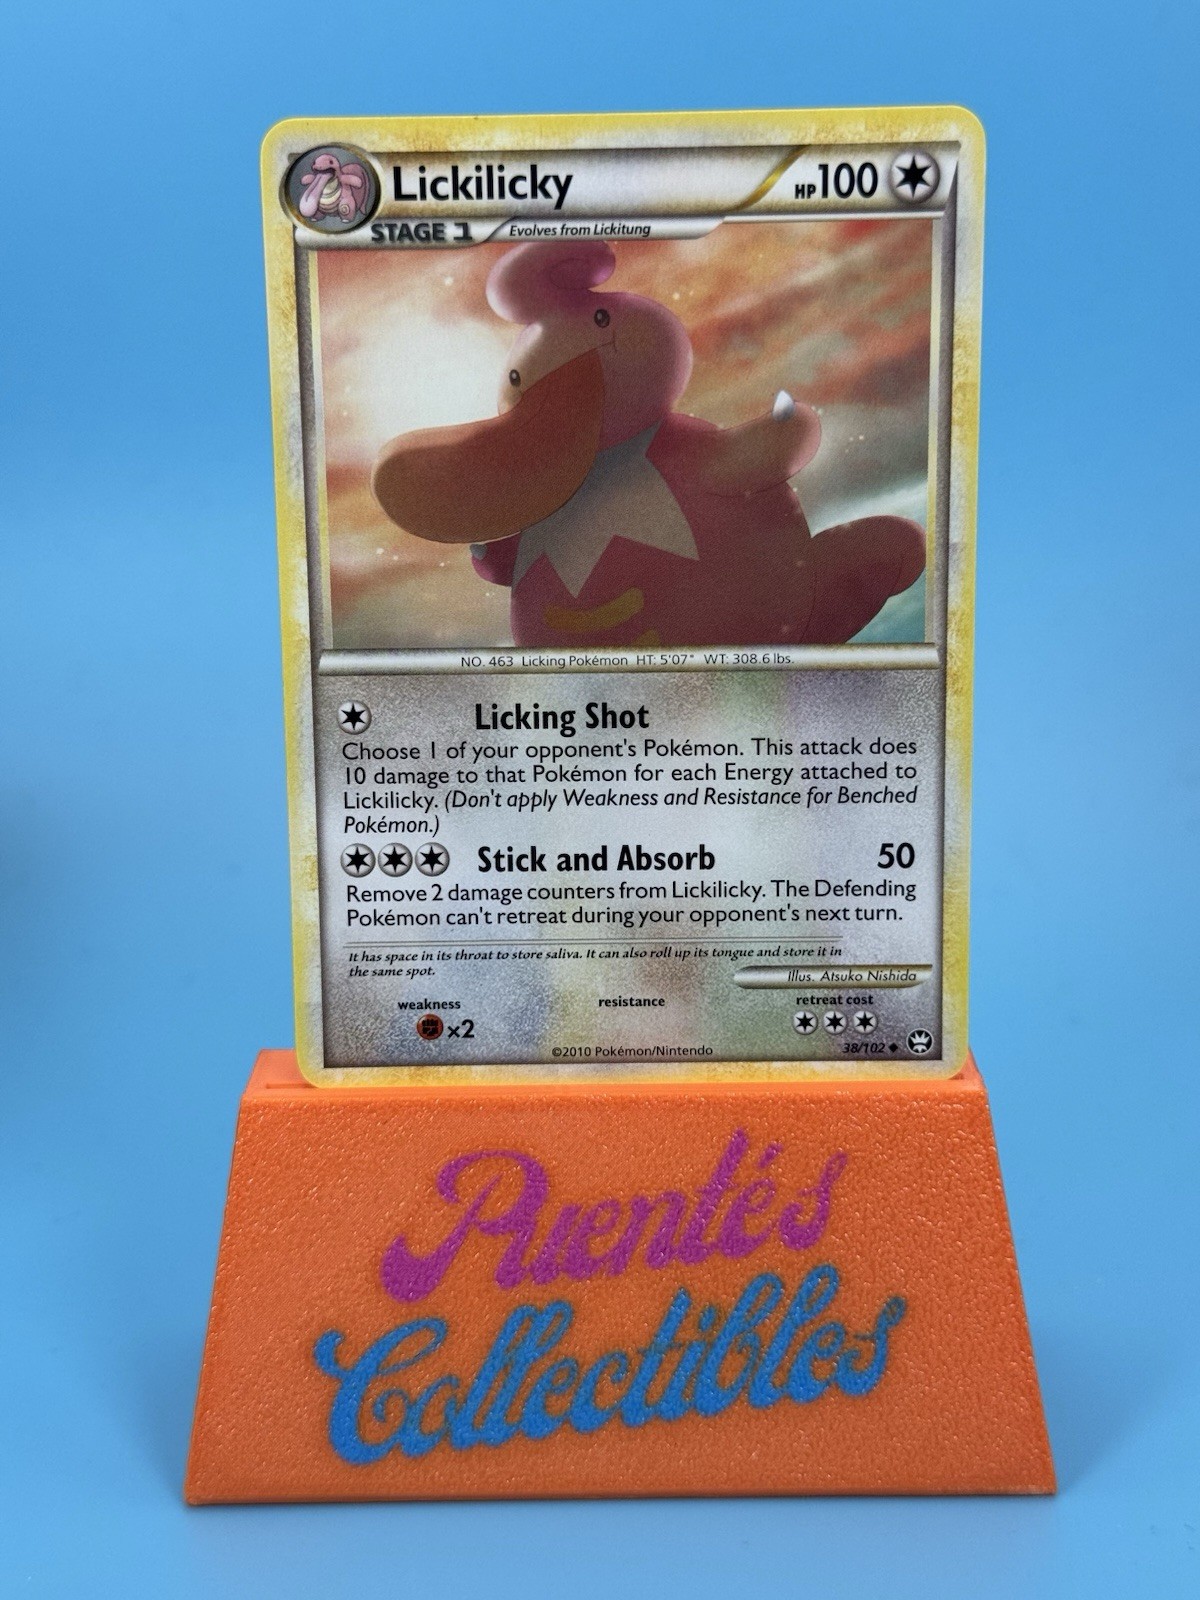 Lickilicky
HP 100
STAGE 1
Evolves from Lickitung
NO. 463 Licking Pokémon HT: 5'07" WT: 308.6 lbs.
Licking Shot
Choose 1 of your opponent's Pokémon. This attack does
10 damage to that Pokémon for each Energy attached to
Lickilicky. (Don't apply Weakness and Resistance for Benched
Pokémon.)
Stick and Absorb 50
Remove 2 damage counters from Lickilicky. The Defending
Pokémon can't retreat during your opponent's next turn.
It has space in its throat to store saliva. It can also roll up its tongue and store it in
the same spot.
Illus. Atsuko Nishida
weakness resistance retreat cost
x2
©2010 Pokémon/Nintendo 38/102
Puentés
Collectibles